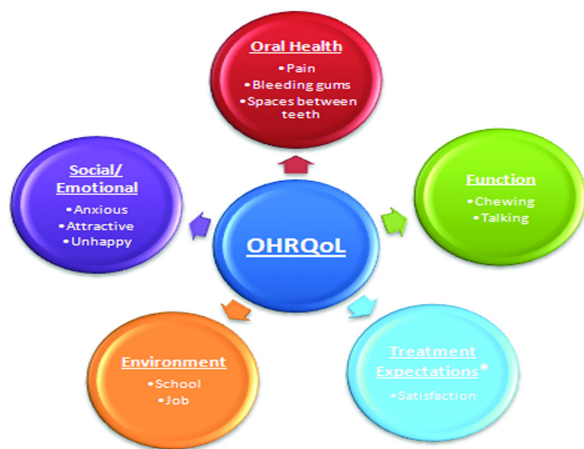 Oral Health
•Pain
•Bleeding gums
•Spaces between
teeth
Social/
Emotional
•Anxious
•Attractive
•Unhappy
Function
•Chewing
•Talking
OHRQoL
Environment
•School
•Job
Treatment
Expectations*
•Satisfaction